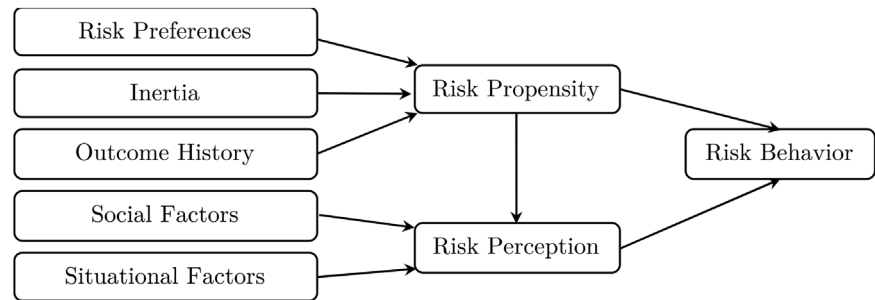 Risk Preferences
Inertia
Outcome History
Social Factors
Situational Factors
Risk Propensity
Risk Perception
Risk Behavior